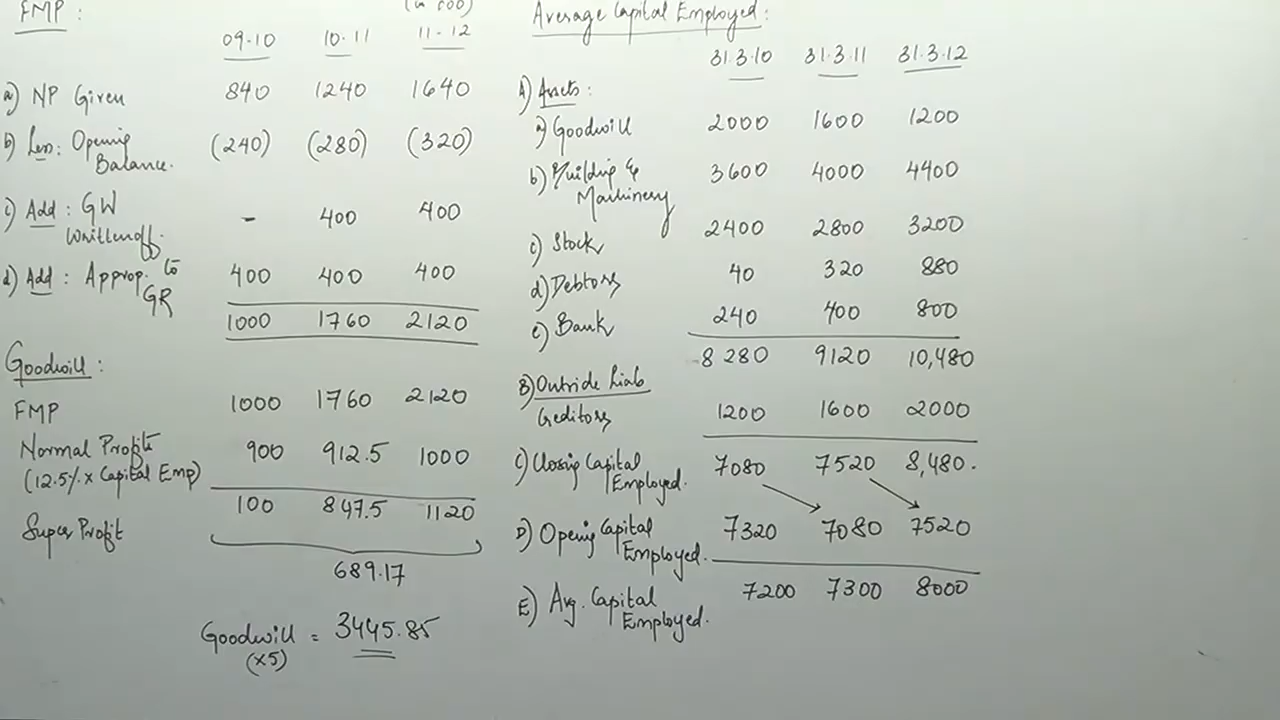 FMP :
(in 000)
09-10 10-11 11-12
a) NP Given 840 1240 1640
b) Less: Opening (240) (280) (320)
Balance.
c) Add : GW - 400 400
Writtenoff.
d) Add : Approp. to 400 400 400
GR
1000 1760 2120
Goodwill :
FMP 1000 1760 2120
Normal Profits 900 912.5 1000
(12.5% x Capital Emp)
Super Profit 100 847.5 1120
689.17
Goodwill = 3445.85
(x5)
Average Capital Employed :
31.3.10 31.3.11 31.3.12
A) Assets :
a) Goodwill 2000 1600 1200
b) Building & 3600 4000 4400
Machinery
c) Stock 2400 2800 3200
d) Debtors 40 320 880
e) Bank 240 400 800
8280 9120 10,480
B) Outside Liab
Creditors 1200 1600 2000
C) Closing Capital 7080 7520 8,480.
Employed.
D) Opening Capital 7320 7080 7520
Employed.
E) Avg. Capital 7200 7300 8000
Employed.